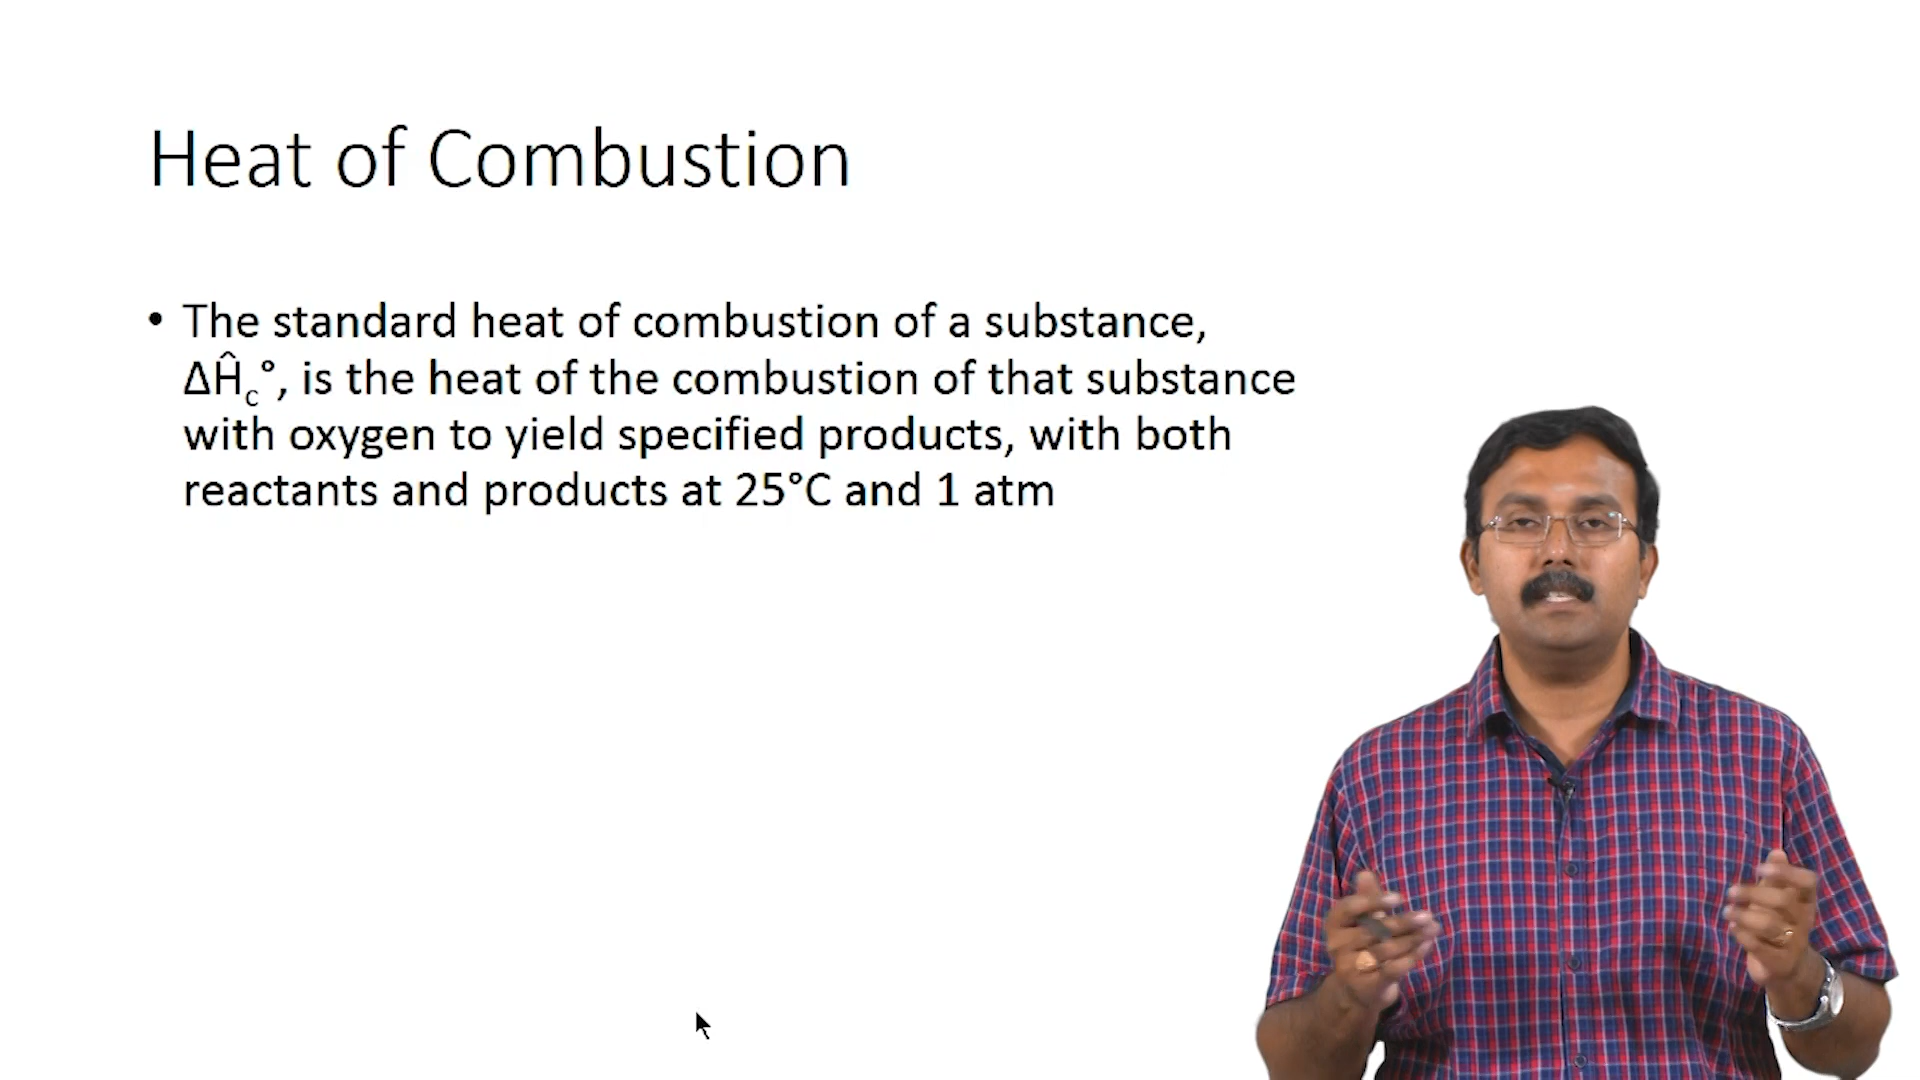 Heat of Combustion
• The standard heat of combustion of a substance,
ΔĤc°, is the heat of the combustion of that substance
with oxygen to yield specified products, with both
reactants and products at 25°C and 1 atm